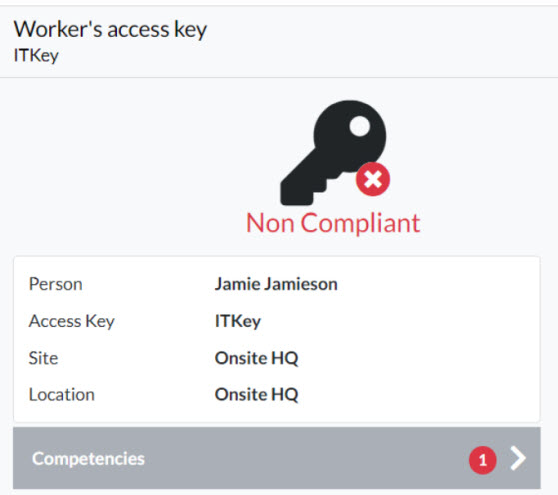 Worker's access key
ITKey
Non Compliant
Person Jamie Jamieson
Access Key ITKey
Site Onsite HQ
Location Onsite HQ
Competencies 1